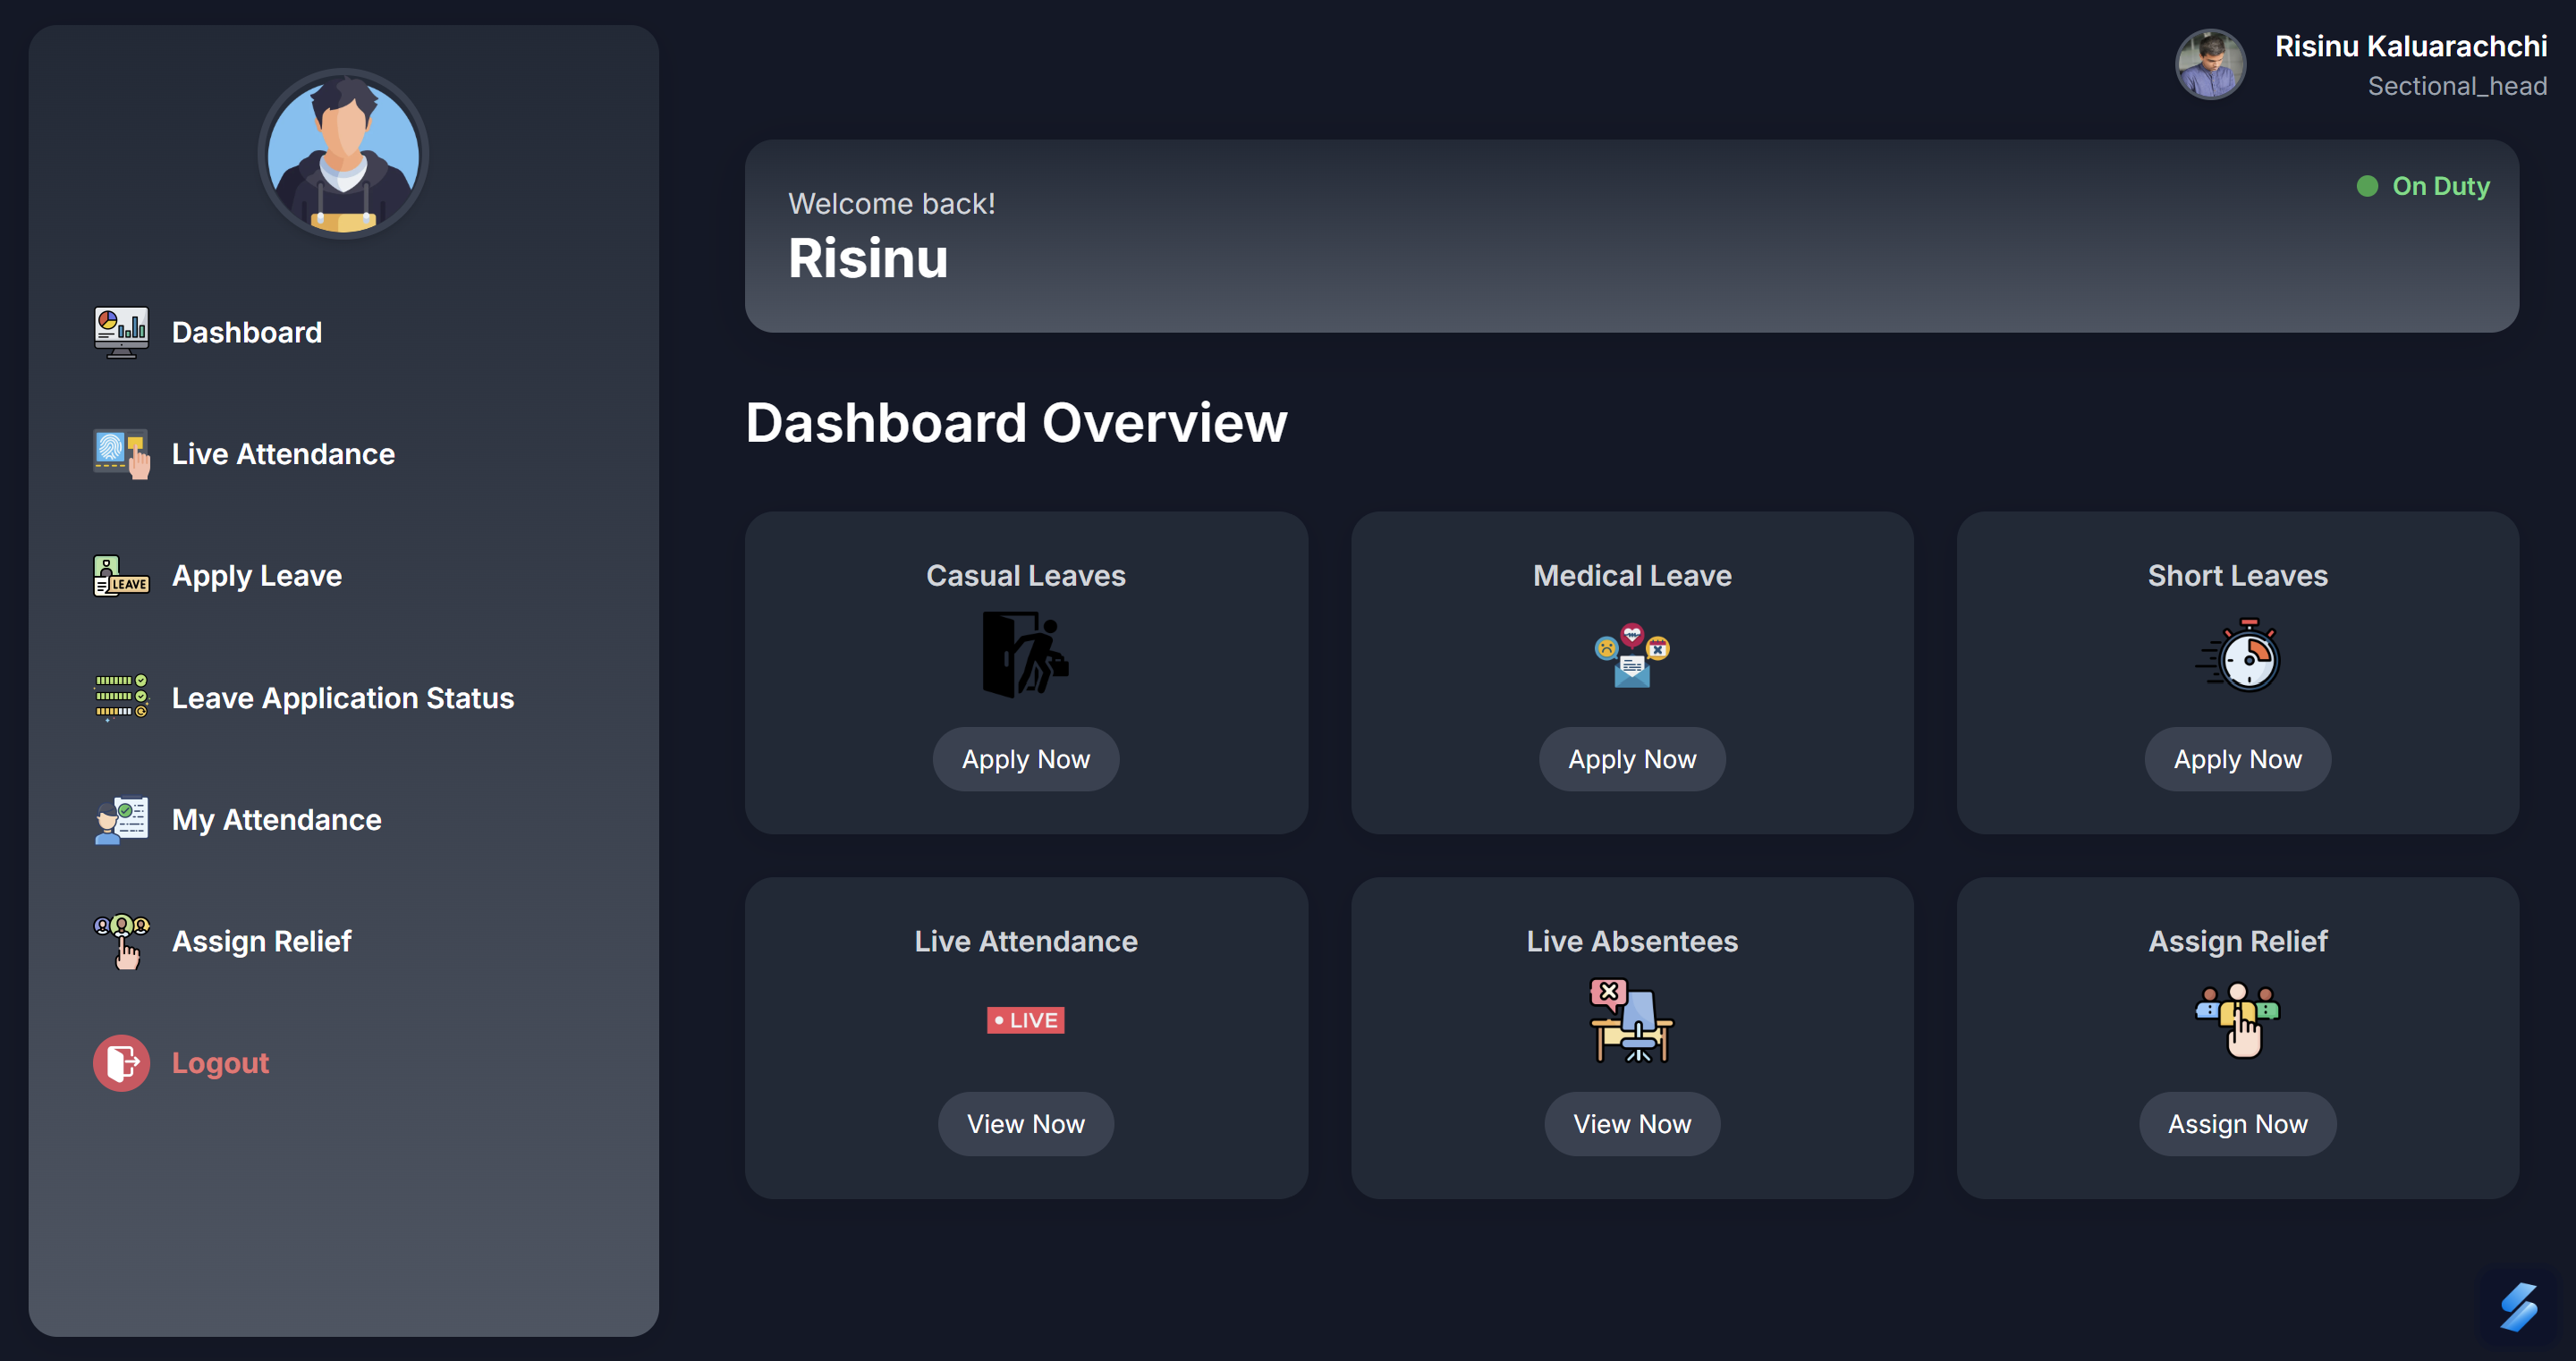 Risinu Kaluarachchi
Sectional_head
Welcome back!
Risinu
On Duty
Dashboard
Live Attendance
Apply Leave
LEAVE
Leave Application Status
My Attendance
Assign Relief
Logout
Dashboard Overview
Casual Leaves
Apply Now
Medical Leave
Apply Now
Short Leaves
Apply Now
Live Attendance
LIVE
View Now
Live Absentees
View Now
Assign Relief
Assign Now